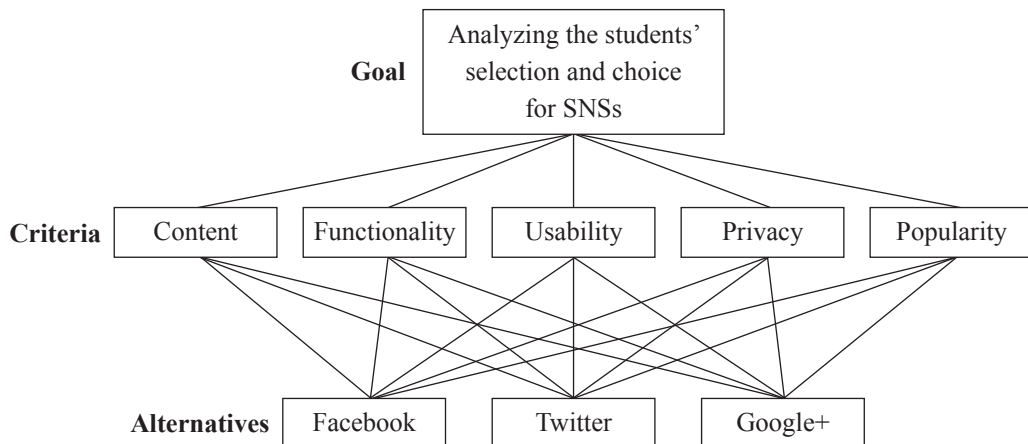 Goal
Analyzing the students’
selection and choice
for SNSs
Criteria
Content
Functionality
Usability
Privacy
Popularity
Alternatives
Facebook
Twitter
Google+